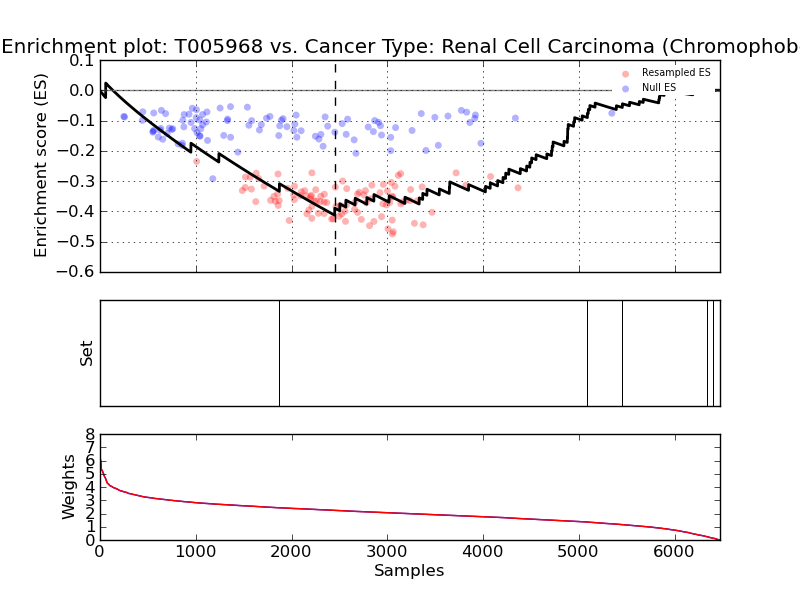 Enrichment plot: T005968 vs. Cancer Type: Renal Cell Carcinoma (Chromophob
Enrichment score (ES)
0.1
0.0
−0.1
−0.2
−0.3
−0.4
−0.5
−0.6
Resampled ES
Null ES
Set
Weights
8
7
6
5
4
3
2
1
0
0 1000 2000 3000 4000 5000 6000
Samples